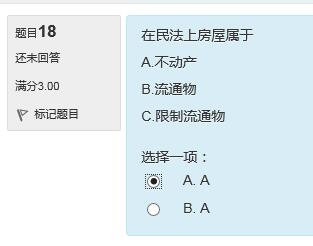 题目18
还未回答
满分3.00
标记题目
在民法上房屋属于
A.不动产
B.流通物
C.限制流通物
选择一项：
A. A
B. A